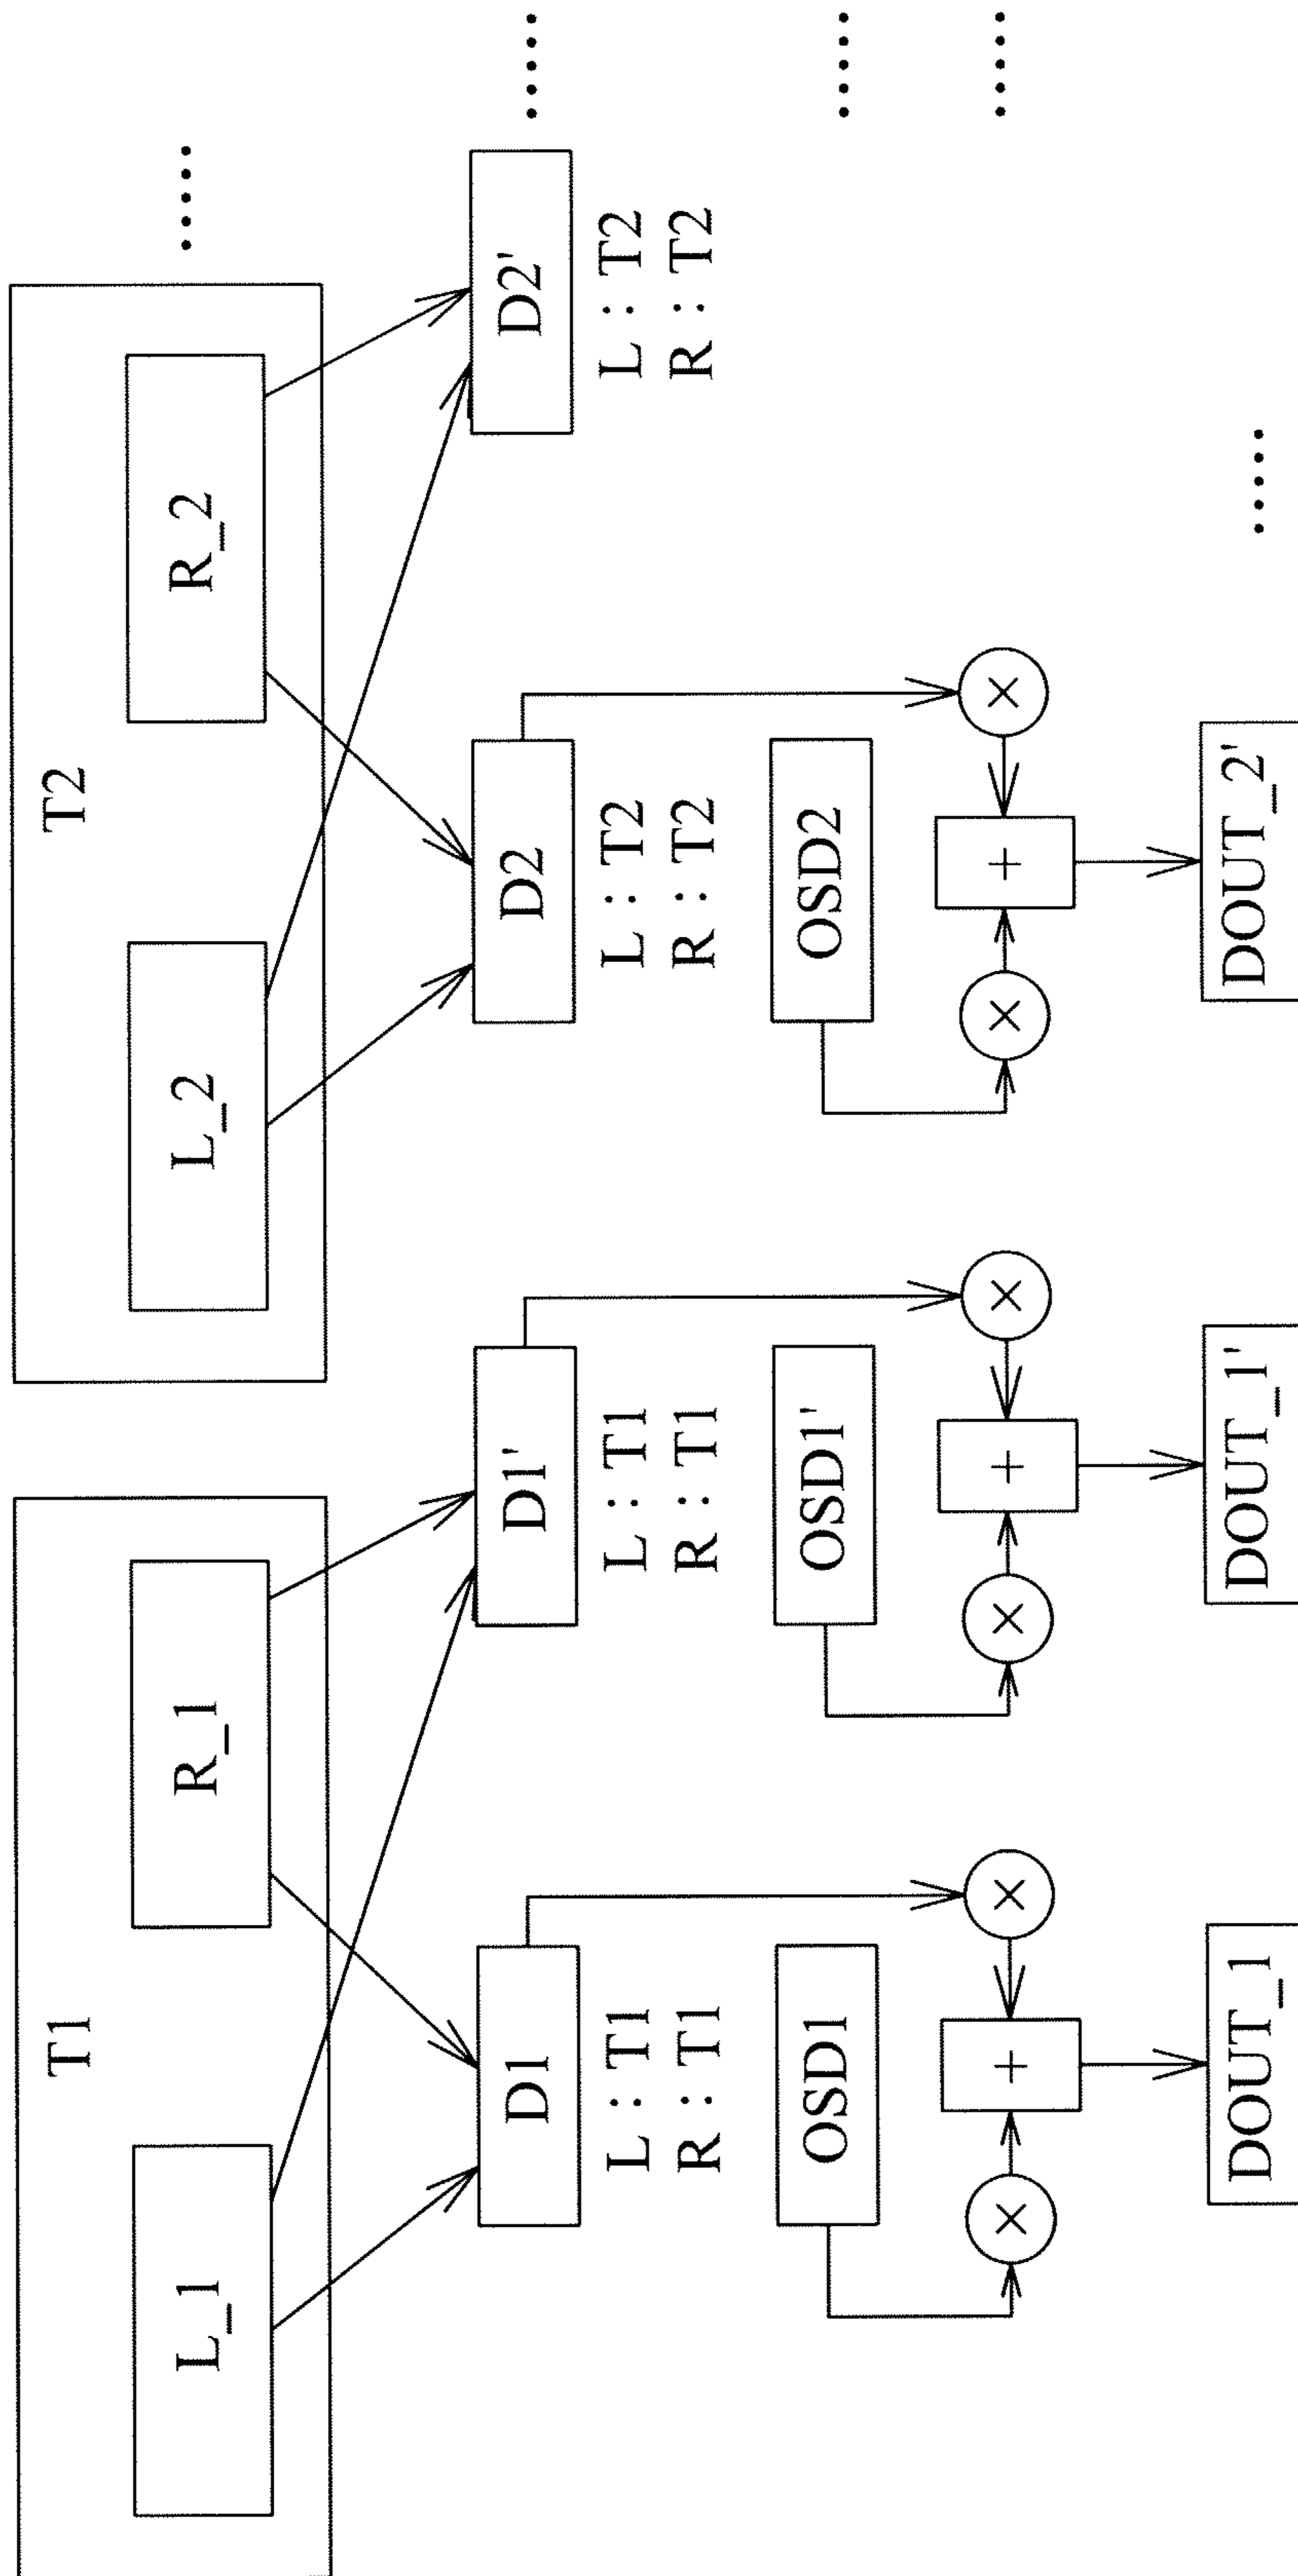 T1
T2
L_1
R_1
L_2
R_2
.....
D1
D1'
D2
D2'
.....
L : T1
R : T1
L : T1
R : T1
L : T2
R : T2
L : T2
R : T2
OSD1
OSD1'
OSD2
.....
×
+
×
×
+
×
×
+
×
.....
DOUT_1
DOUT_1'
DOUT_2'
.....